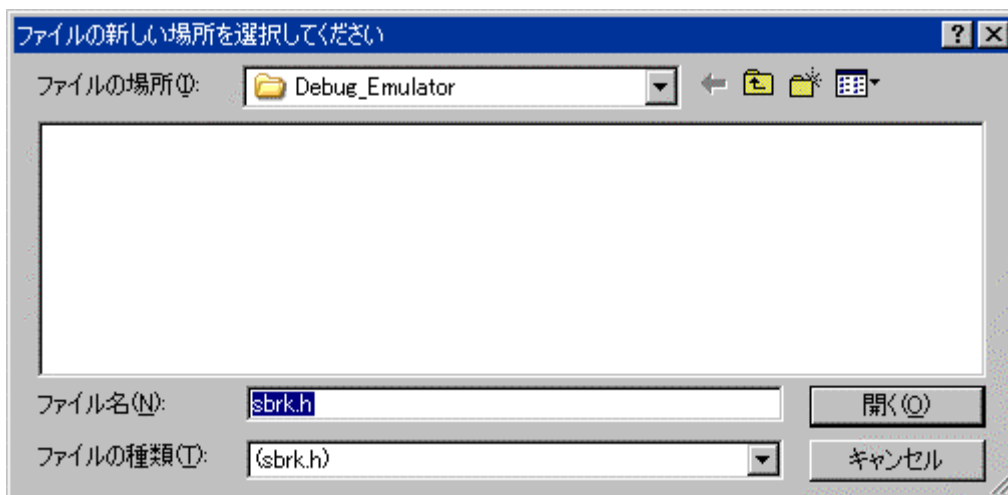 ファイルの新しい場所を選択してください
ファイルの場所(I): Debug_Emulator
ファイル名(N): sbrk.h 開く(O)
ファイルの種類(T): (sbrk.h) キャンセル